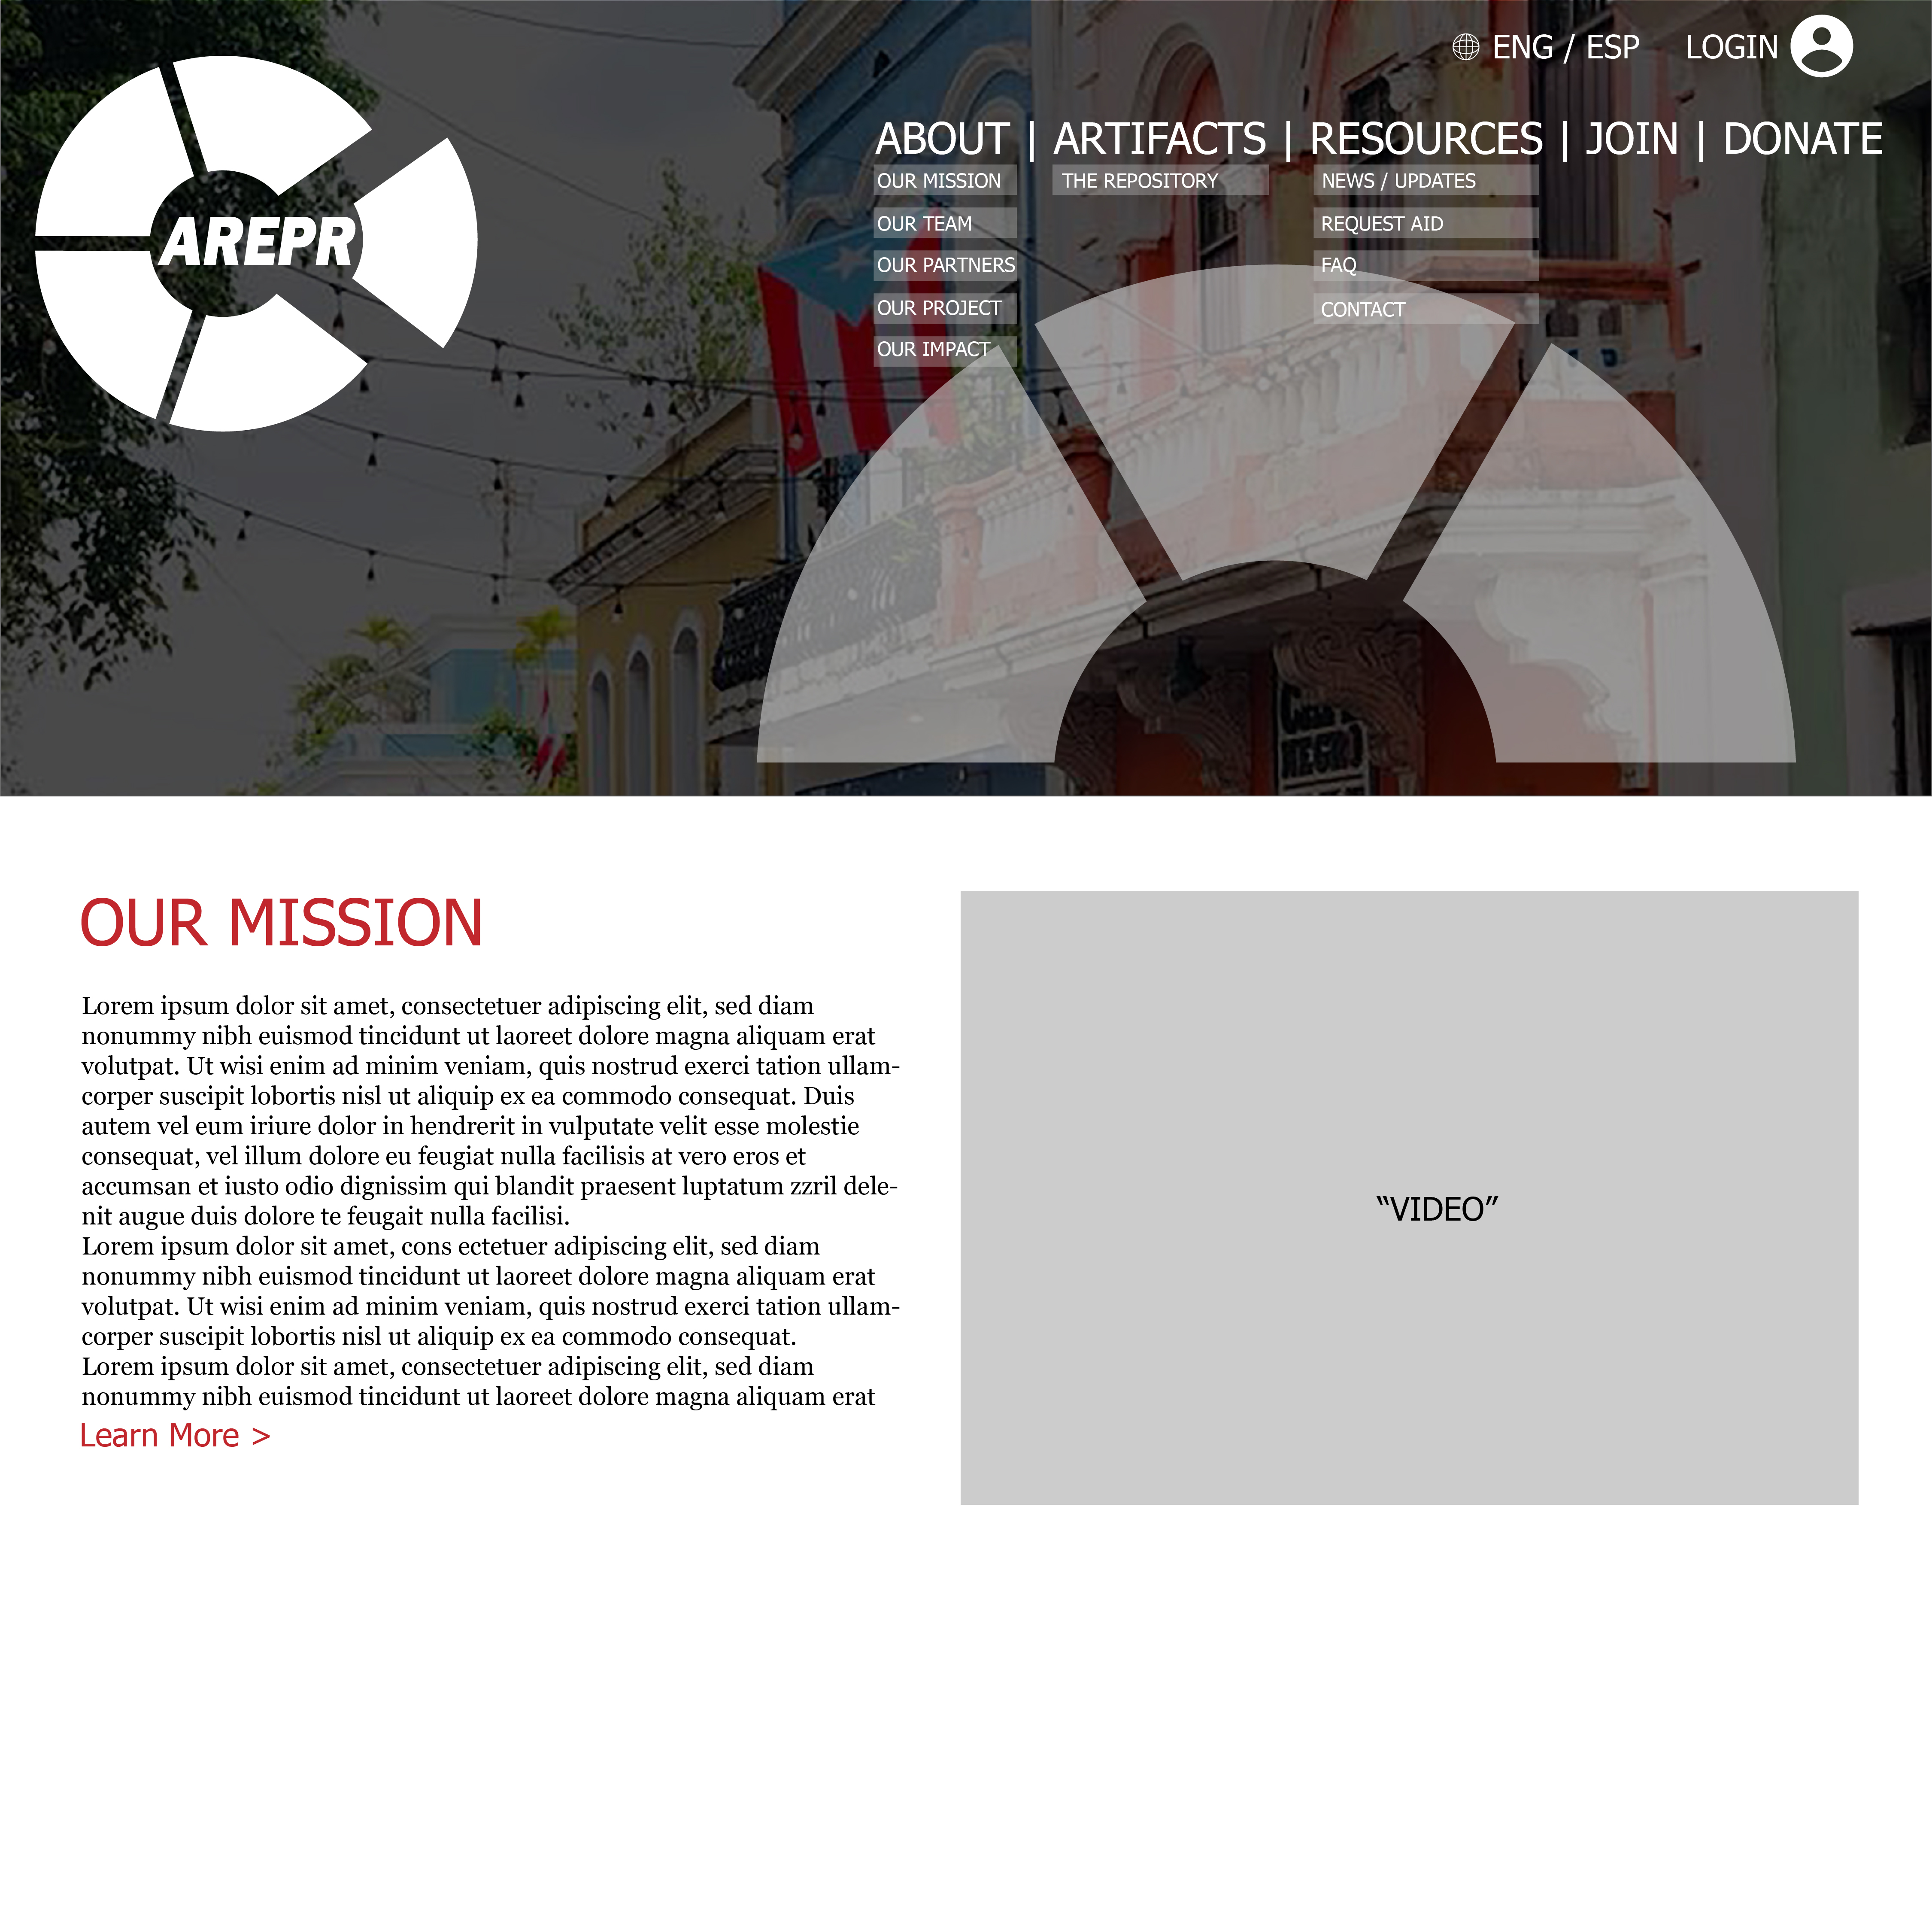 ENG / ESP LOGIN
ABOUT | ARTIFACTS | RESOURCES | JOIN | DONATE
OUR MISSION
OUR TEAM
OUR PARTNERS
OUR PROJECT
OUR IMPACT
THE REPOSITORY
NEWS / UPDATES
REQUEST AID
FAQ
CONTACT
AREPR
NEGRO
OUR MISSION
Lorem ipsum dolor sit amet, consectetuer adipiscing elit, sed diam
nonummy nibh euismod tincidunt ut laoreet dolore magna aliquam erat
volutpat. Ut wisi enim ad minim veniam, quis nostrud exerci tation ullam-
corper suscipit lobortis nisl ut aliquip ex ea commodo consequat. Duis
autem vel eum iriure dolor in hendrerit in vulputate velit esse molestie
consequat, vel illum dolore eu feugiat nulla facilisis at vero eros et
accumsan et iusto odio dignissim qui blandit praesent luptatum zzril dele-
nit augue duis dolore te feugait nulla facilisi.
Lorem ipsum dolor sit amet, cons ectetuer adipiscing elit, sed diam
nonummy nibh euismod tincidunt ut laoreet dolore magna aliquam erat
volutpat. Ut wisi enim ad minim veniam, quis nostrud exerci tation ullam-
corper suscipit lobortis nisl ut aliquip ex ea commodo consequat.
Lorem ipsum dolor sit amet, consectetuer adipiscing elit, sed diam
nonummy nibh euismod tincidunt ut laoreet dolore magna aliquam erat
Learn More >
“VIDEO”